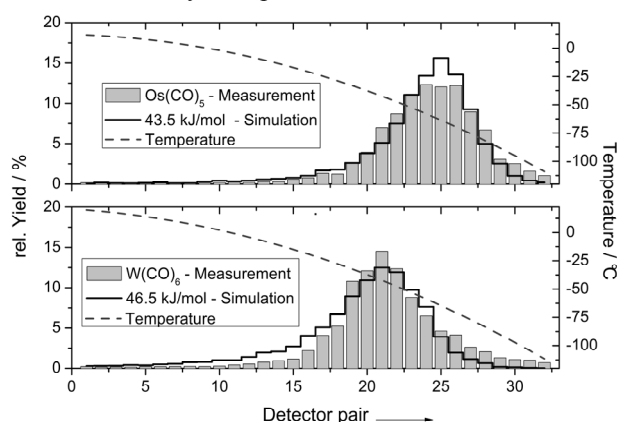 20
15
10
5
0
Os(CO)5 - Measurement
43.5 kJ/mol - Simulation
Temperature
0
-25
-50
-75
-100
20
15
10
5
0
W(CO)6 - Measurement
46.5 kJ/mol - Simulation
Temperature
0
-25
-50
-75
-100
rel. Yield / %
Temperature / °C
0 5 10 15 20 25 30
Detector pair